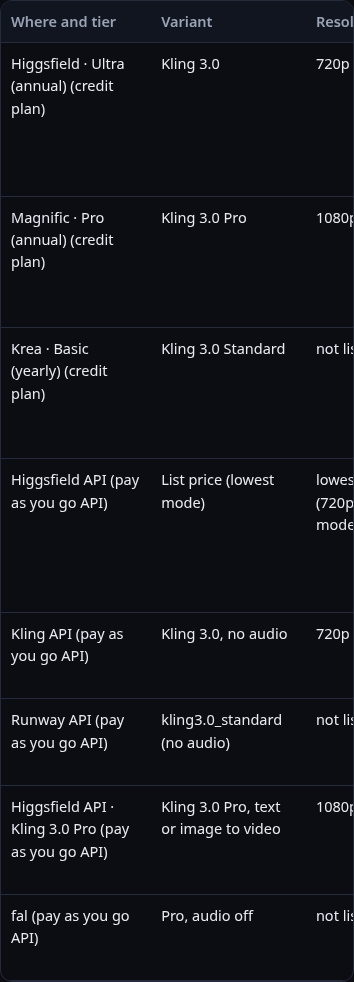 Where and tier Variant
Higgsfield · Ultra Kling 3.0 720p
(annual) (credit
plan)
Magnific · Pro Kling 3.0 Pro
(annual) (credit
plan)
Krea · Basic Kling 3.0 Standard not
(yearly) (credit
plan)
Higgsfield API (pay List price (lowest
as you go API) mode) (720p
mode
Kling API (pay as Kling 3.0, no audio 720p
you go API)
Runway API (pay kling3.0_standard not
as you go API) (no audio)
Higgsfield API · Kling 3.0 Pro, text
Kling 3.0 Pro (pay or image to video
as you go API)
fal (pay as you go Pro, audio off not
API)